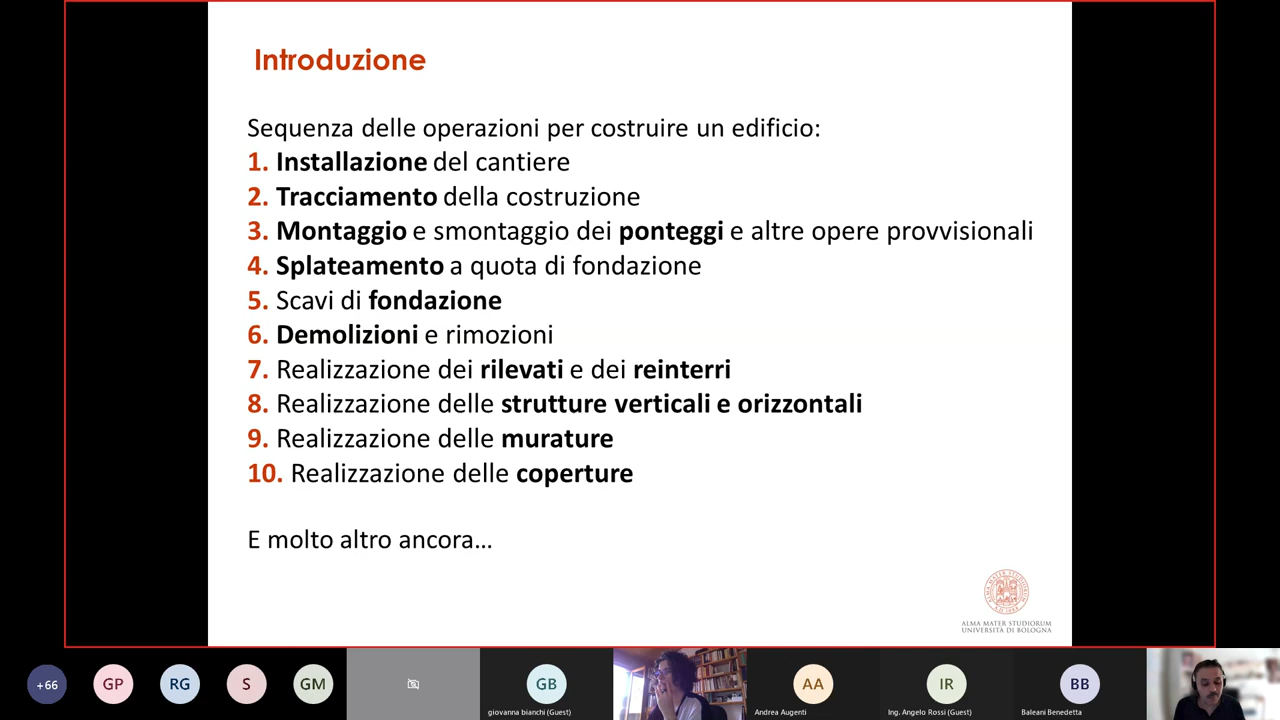 Introduzione
Sequenza delle operazioni per costruire un edificio:
1. Installazione del cantiere
2. Tracciamento della costruzione
3. Montaggio e smontaggio dei ponteggi e altre opere provvisionali
4. Splateamento a quota di fondazione
5. Scavi di fondazione
6. Demolizioni e rimozioni
7. Realizzazione dei rilevati e dei reinterri
8. Realizzazione delle strutture verticali e orizzontali
9. Realizzazione delle murature
10. Realizzazione delle coperture
E molto altro ancora...
ALMA MATER STUDIORUM
UNIVERSITÀ DI BOLOGNA
+66
GP
RG
S
GM
GB
giovanna bianchi (Guest)
AA
Andrea Augenti
IR
Ing. Angelo Rossi (Guest)
BB
Baleani Benedetta